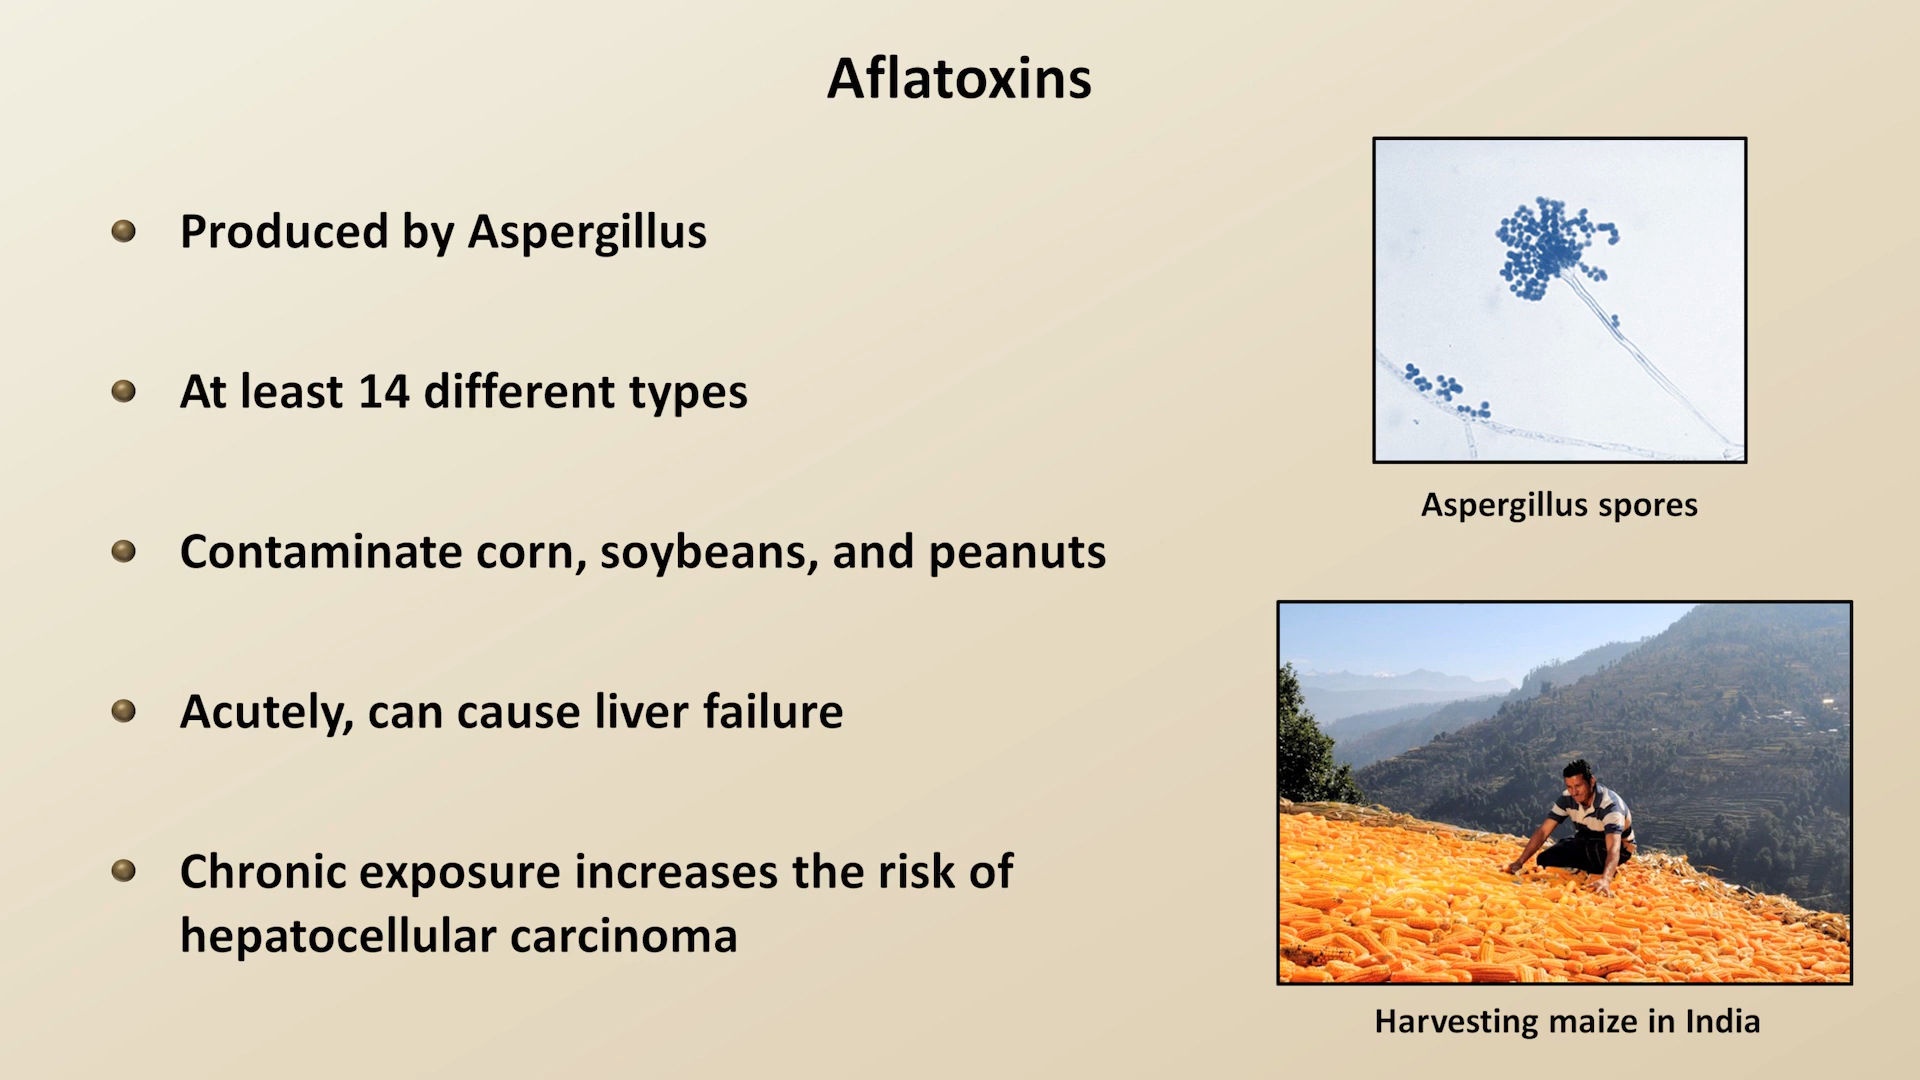 Aflatoxins
Produced by Aspergillus
At least 14 different types
Contaminate corn, soybeans, and peanuts
Acutely, can cause liver failure
Chronic exposure increases the risk of
hepatocellular carcinoma
Aspergillus spores
Harvesting maize in India